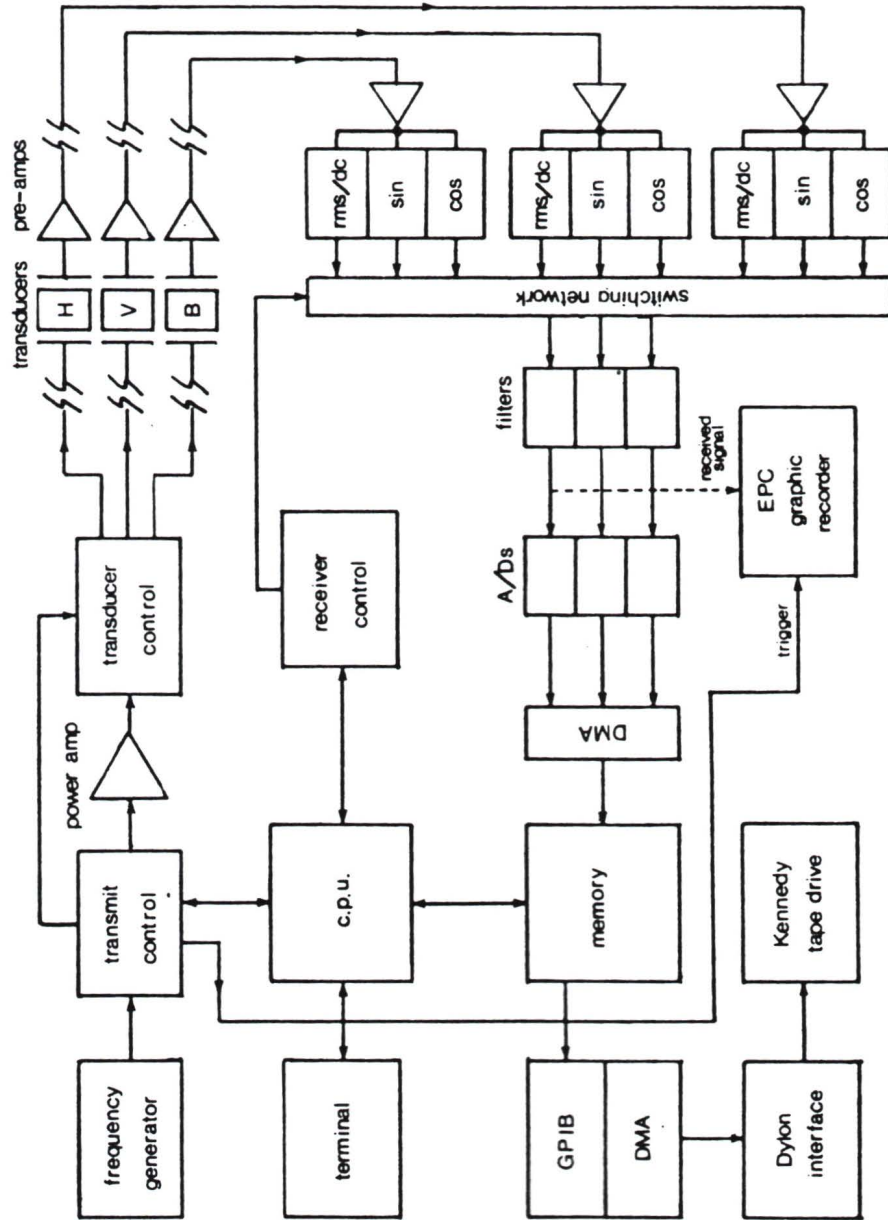 transducers
pre-amps
H
V
B
power amp
transducer
control
transmit
control
frequency
generator
receiver
control
c.p.u.
terminal
rms/dc
sin
cos
rms/dc
sin
cos
rms/dc
sin
cos
switching network
filters
received
signal
A/Ds
DMA
memory
GPIB
DMA
EPC
graphic
recorder
trigger
Kennedy
tape drive
Dylon
interface